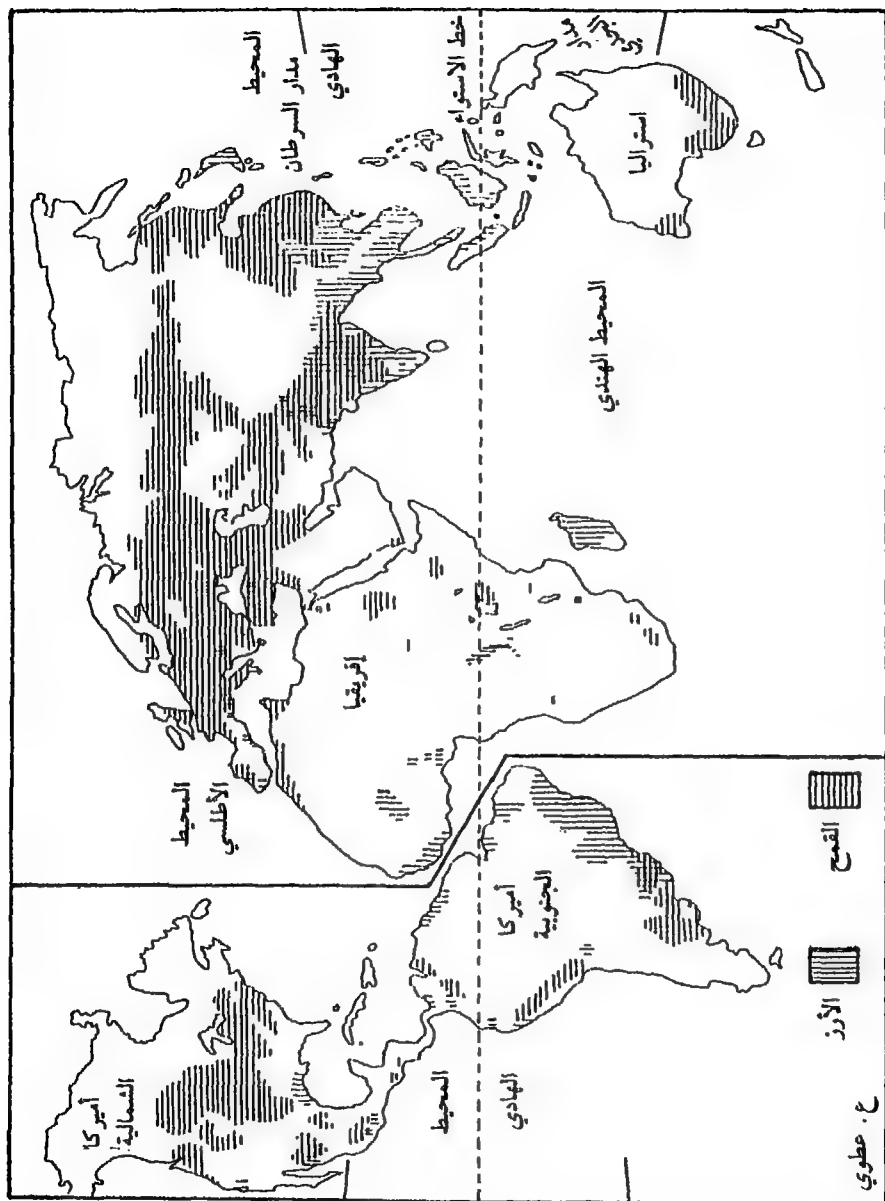 أميركا
الشمالية
المحيط
الأطلسي
المحيط
مدار السرطان
الهادي
إفريقيا
خط الاستواء
أميركا
الجنوبية
المحيط
الهادي
المحيط الهندي
استراليا
القمح
الأرز
ع. عطوي